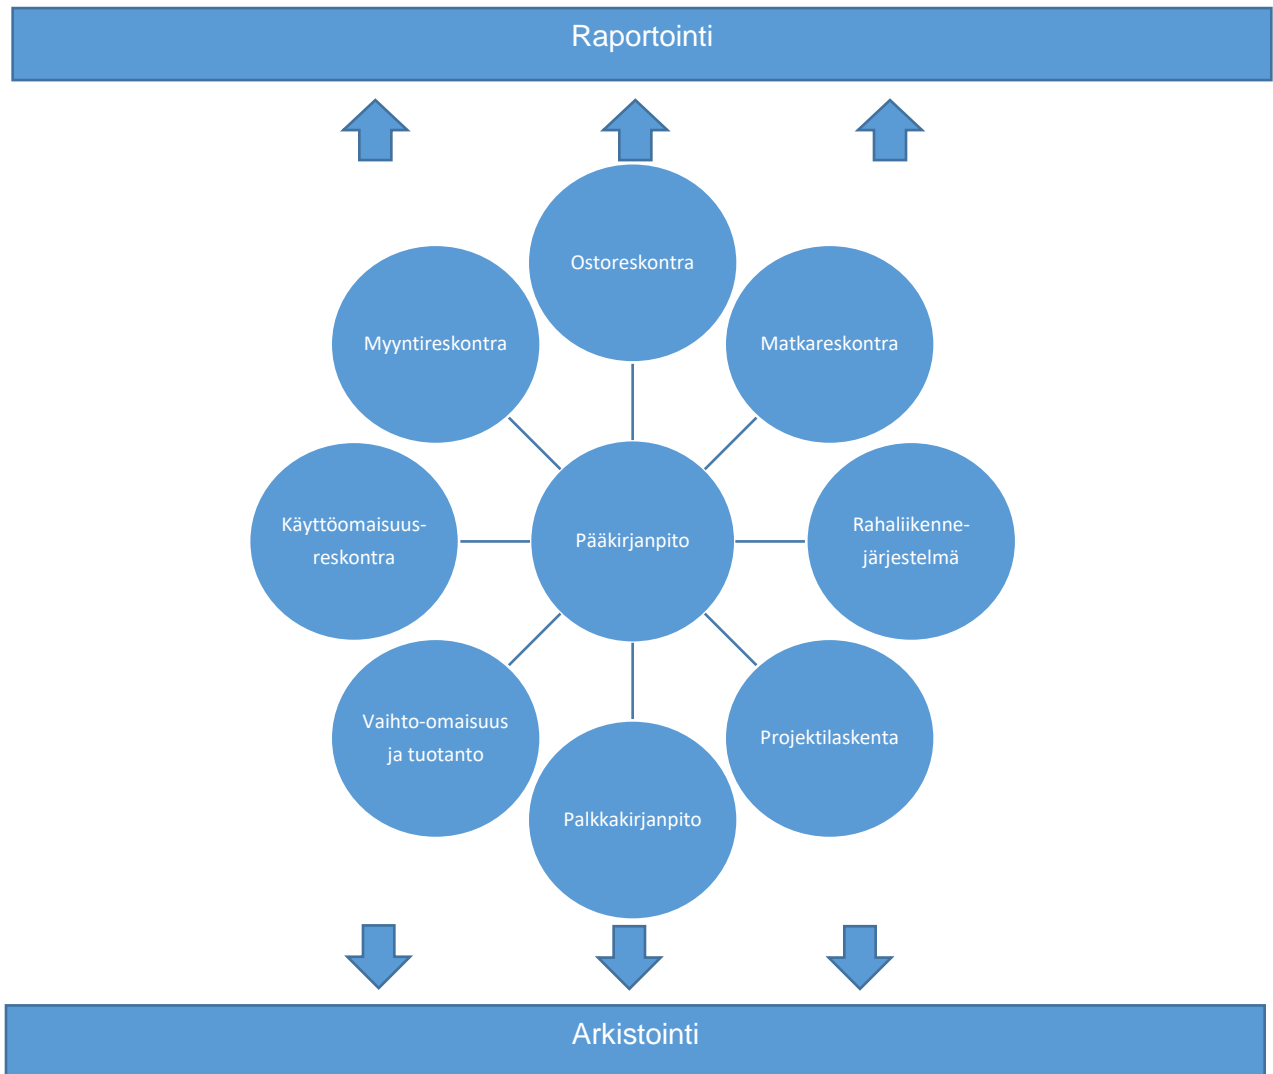 Raportointi
Ostoreskontra
Myyntireskontra
Matkareskontra
Käyttöomaisuus-
reskontra
Pääkirjanpito
Rahaliikenne-
järjestelmä
Vaihto-omaisuus
ja tuotanto
Projektilaskenta
Palkkakirjanpito
Arkistointi